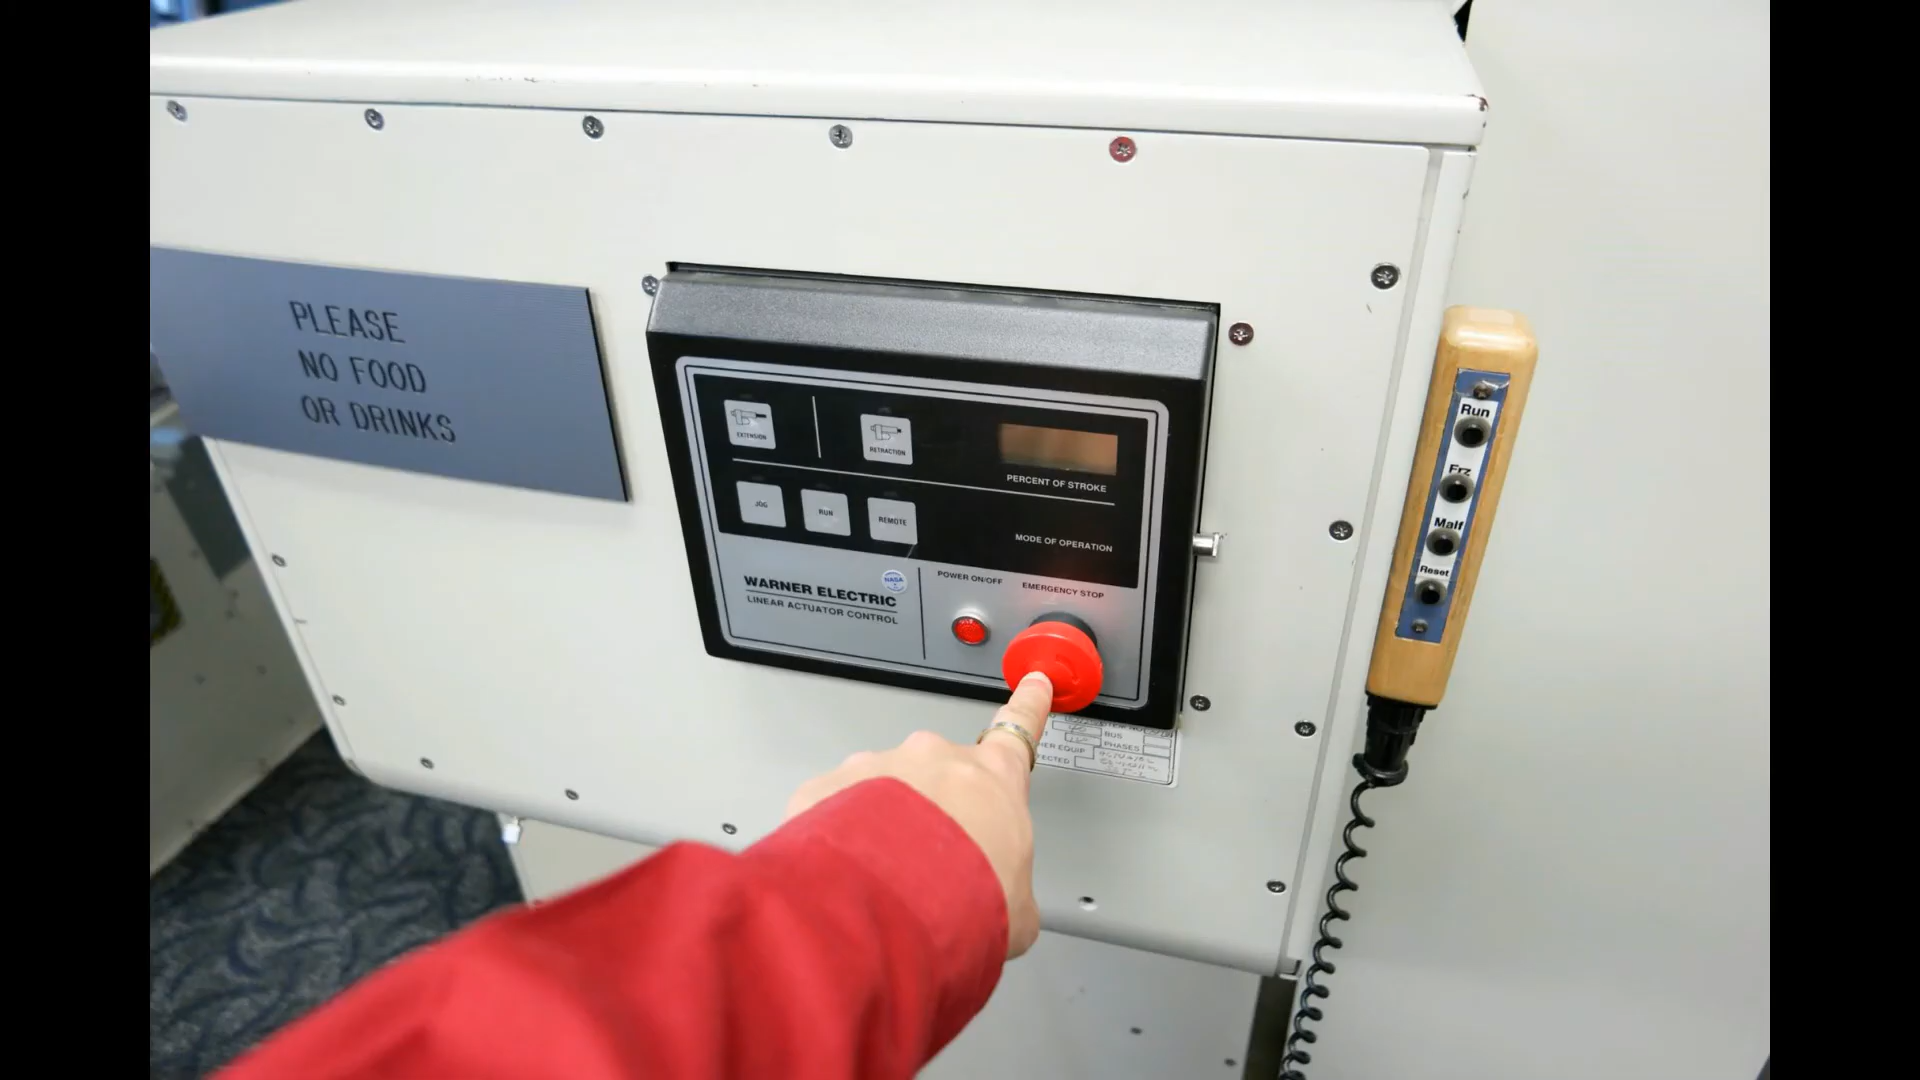 PLEASE
NO FOOD
OR DRINKS
EXTENSION
RETRACTION
PERCENT OF STROKE
JOG
RUN
REMOTE
MODE OF OPERATION
WARNER ELECTRIC
LINEAR ACTUATOR CONTROL
NASA
POWER ON/OFF
EMERGENCY STOP
BUS
PHASES
EQUIP
Run
Frz
Malf
Reset